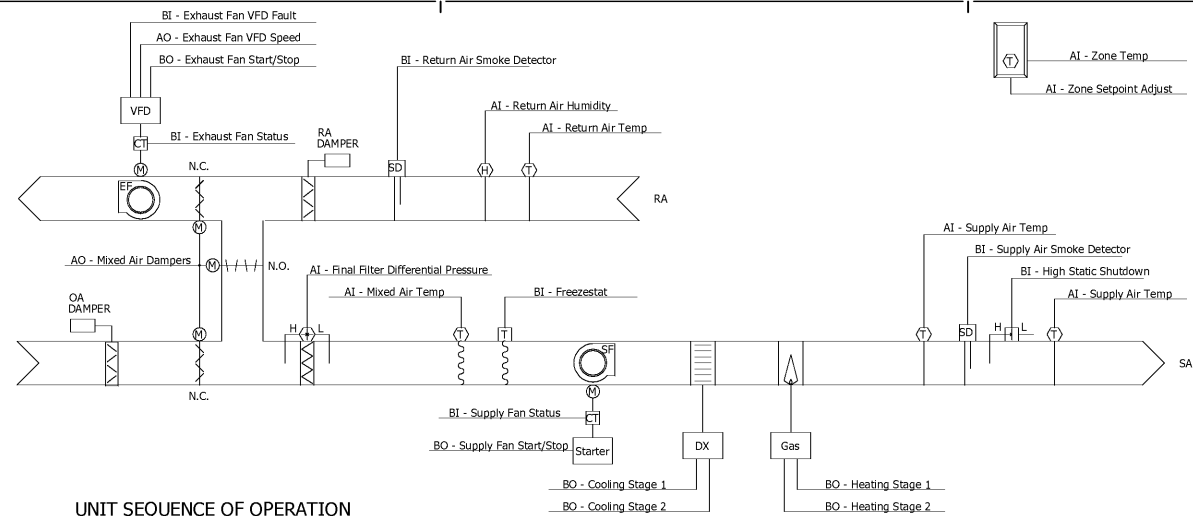 BI - Exhaust Fan VFD Fault
AO - Exhaust Fan VFD Speed
BO - Exhaust Fan Start/Stop
VFD
CT
BI - Exhaust Fan Status
M
EF
N.C.
RA
DAMPER
BI - Return Air Smoke Detector
SD
AI - Return Air Humidity
H
AI - Return Air Temp
T
RA
T
AI - Zone Temp
AI - Zone Setpoint Adjust
M
AO - Mixed Air Dampers
M
N.O.
OA
DAMPER
M
N.C.
AI - Final Filter Differential Pressure
H
L
AI - Mixed Air Temp
T
BI - Freezestat
T
SF
M
BI - Supply Fan Status
CT
BO - Supply Fan Start/Stop
Starter
DX
BO - Cooling Stage 1
BO - Cooling Stage 2
Gas
BO - Heating Stage 1
BO - Heating Stage 2
AI - Supply Air Temp
T
BI - Supply Air Smoke Detector
SD
BI - High Static Shutdown
H
L
AI - Supply Air Temp
T
SA
UNIT SEQUENCE OF OPERATION